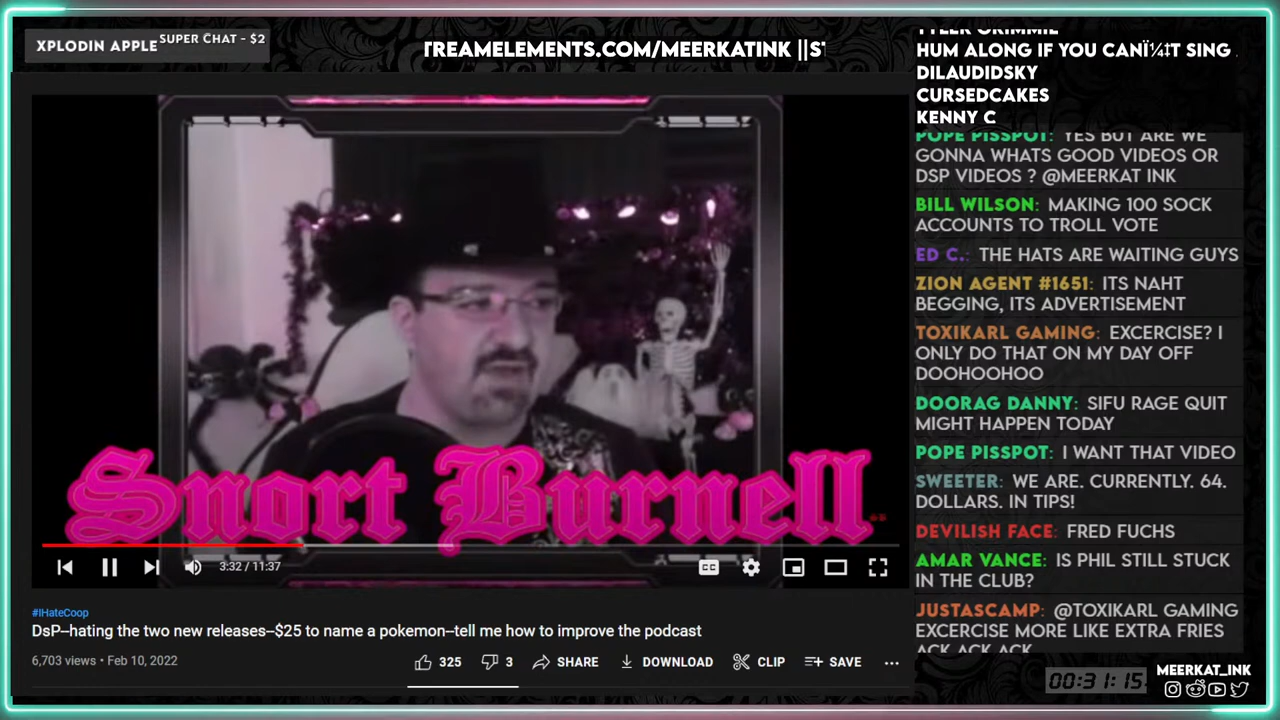 XPLODIN APPLE SUPER CHAT - $2
TREAMELEMENTS.COM/MEERKATINK ||S
TYLER GRIMMIE
HUM ALONG IF YOU CANÏ¼‡T SING
DILAUDIDSKY
CURSEDCAKES
KENNY C
POPE PISSPOT: YES BUT ARE WE
GONNA WHATS GOOD VIDEOS OR
DSP VIDEOS ? @MEERKAT INK
BILL WILSON: MAKING 100 SOCK
ACCOUNTS TO TROLL VOTE
ED C.: THE HATS ARE WAITING GUYS
ZION AGENT #1651: ITS NAHT
BEGGING, ITS ADVERTISEMENT
TOXIKARL GAMING: EXCERCISE? I
ONLY DO THAT ON MY DAY OFF
DOOHOOHOO
DOORAG DANNY: SIFU RAGE QUIT
MIGHT HAPPEN TODAY
POPE PISSPOT: I WANT THAT VIDEO
SWEETER: WE ARE. CURRENTLY. 64.
DOLLARS. IN TIPS!
DEVILISH FACE: FRED FUCHS
AMAR VANCE: IS PHIL STILL STUCK
IN THE CLUB?
JUSTASCAMP: @TOXIKARL GAMING
EXCERCISE MORE LIKE EXTRA FRIES
ACK ACK ACK
Snort Burnell
3:32 / 11:37
CC
#IHateCoop
DsP--hating the two new releases--$25 to name a pokemon--tell me how to improve the podcast
6,703 views • Feb 10, 2022
325
3
SHARE
DOWNLOAD
CLIP
SAVE
00:31:15
MEERKAT_INK